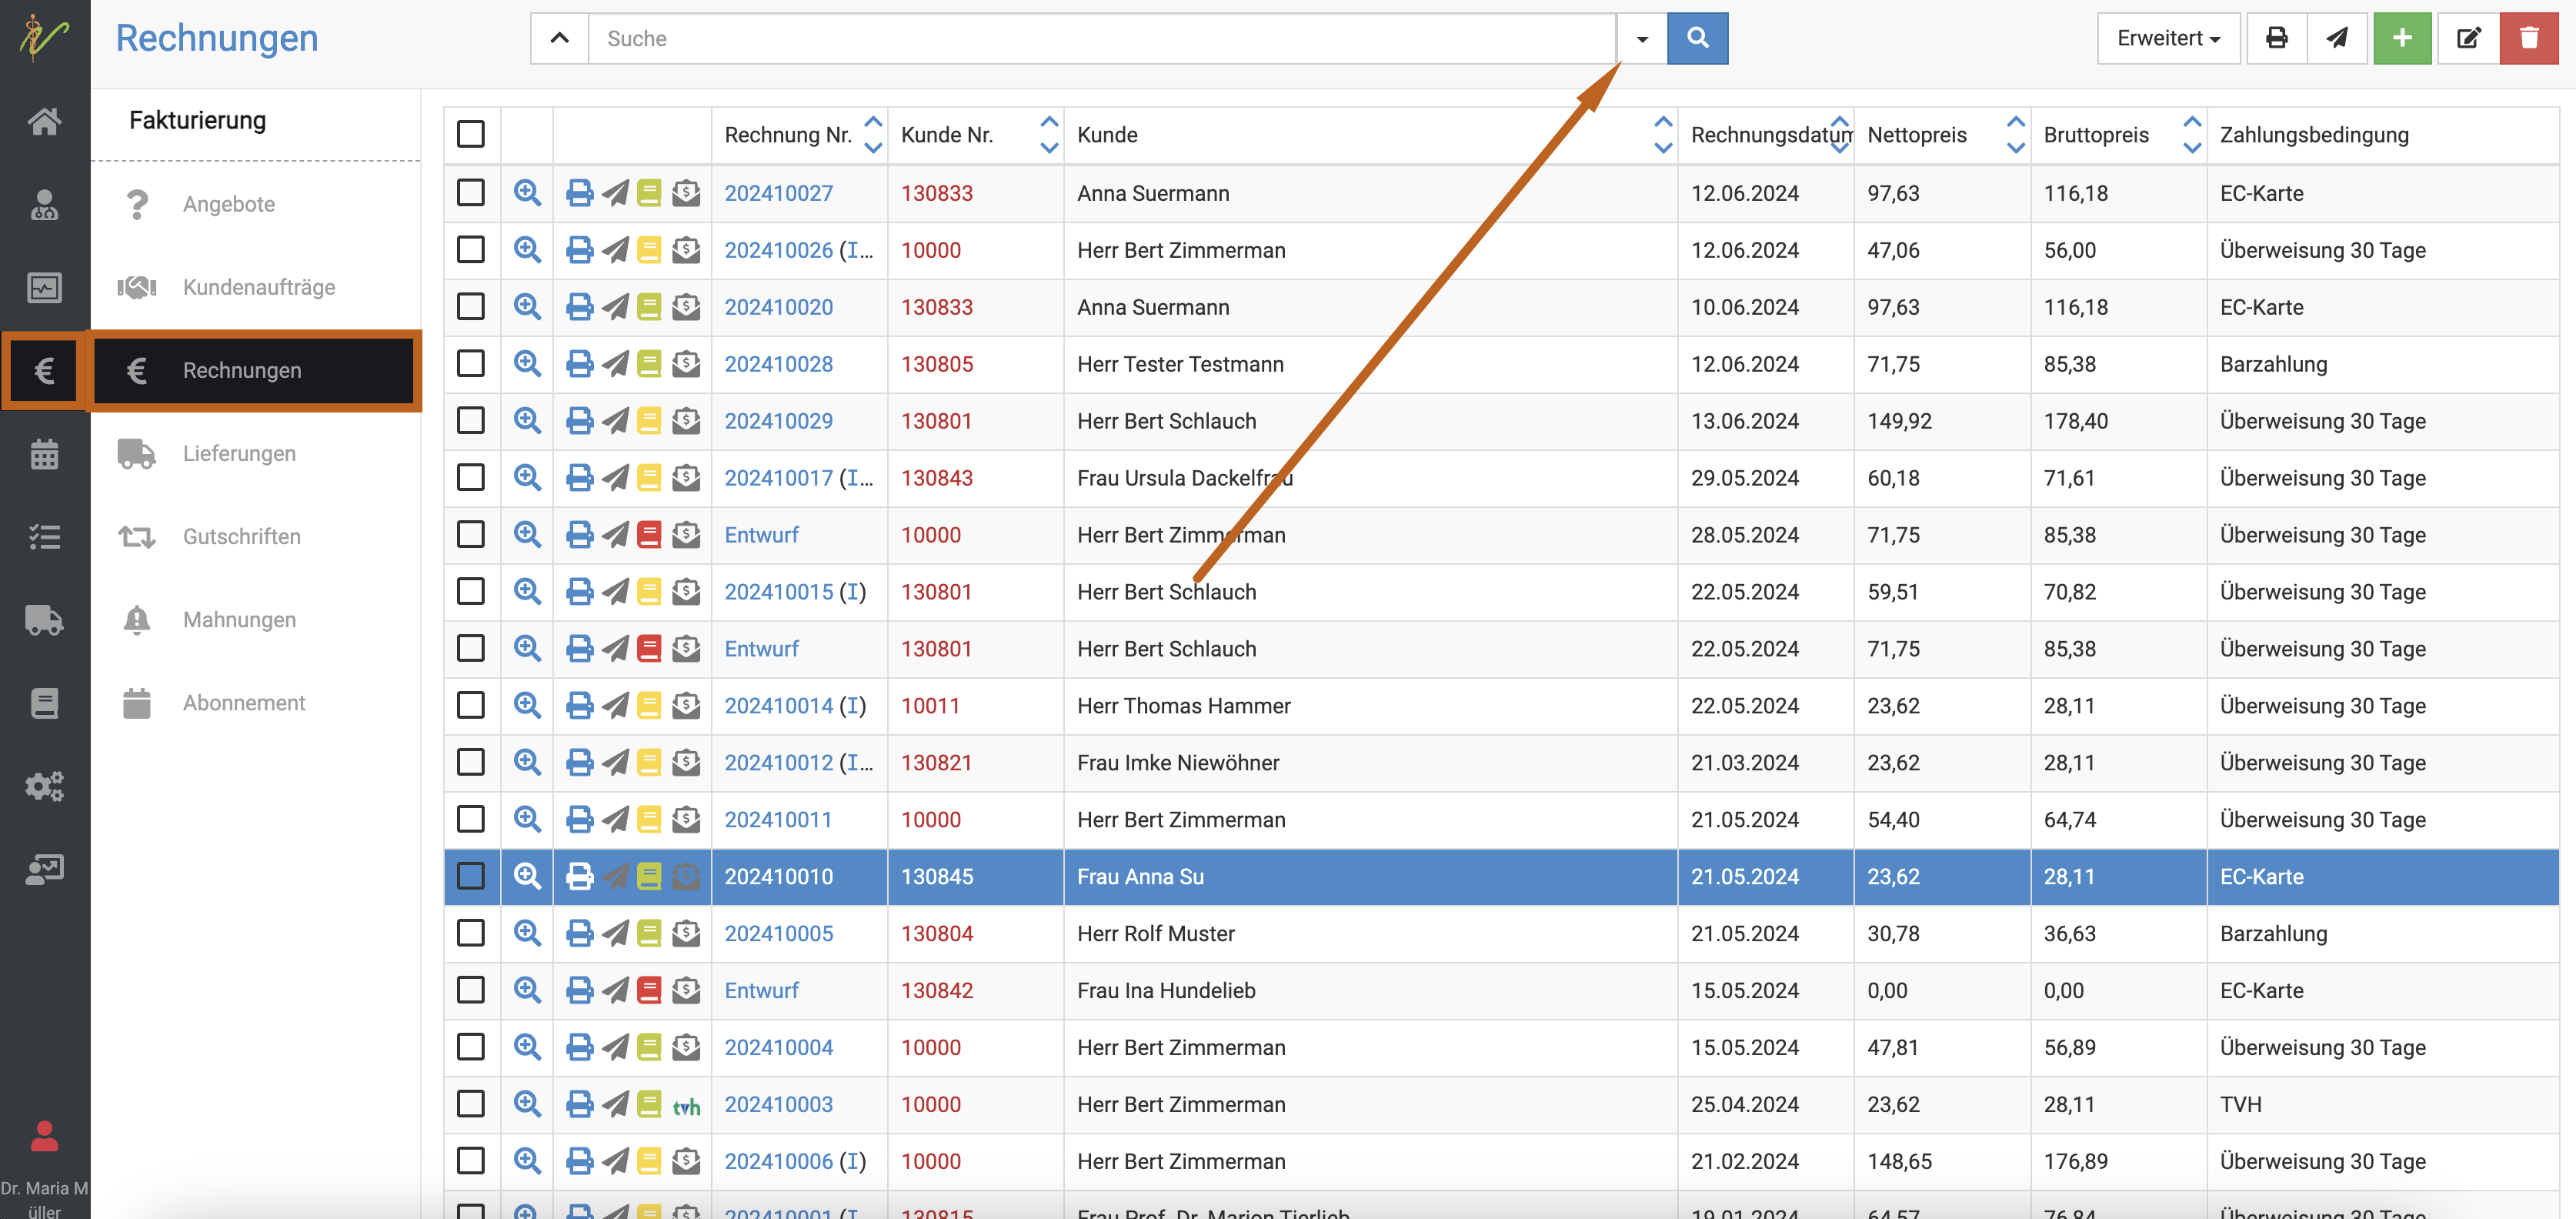 Rechnungen
Suche
Erweitert
Fakturierung
Angebote
Kundenaufträge
Rechnungen
Lieferungen
Gutschriften
Mahnungen
Abonnement
Dr. Maria M
üller
Rechnung Nr. Kunde Nr. Kunde Rechnungsdatum Nettopreis Bruttopreis Zahlungsbedingung
202410027 130833 Anna Suermann 12.06.2024 97,63 116,18 EC-Karte
202410026 (I... 10000 Herr Bert Zimmerman 12.06.2024 47,06 56,00 Überweisung 30 Tage
202410020 130833 Anna Suermann 10.06.2024 97,63 116,18 EC-Karte
202410028 130805 Herr Tester Testmann 12.06.2024 71,75 85,38 Barzahlung
202410029 130801 Herr Bert Schlauch 13.06.2024 149,92 178,40 Überweisung 30 Tage
202410017 (I... 130843 Frau Ursula Dackelfrau 29.05.2024 60,18 71,61 Überweisung 30 Tage
Entwurf 10000 Herr Bert Zimmerman 28.05.2024 71,75 85,38 Überweisung 30 Tage
202410015 (I) 130801 Herr Bert Schlauch 22.05.2024 59,51 70,82 Überweisung 30 Tage
Entwurf 130801 Herr Bert Schlauch 22.05.2024 71,75 85,38 Überweisung 30 Tage
202410014 (I) 10011 Herr Thomas Hammer 22.05.2024 23,62 28,11 Überweisung 30 Tage
202410012 (I... 130821 Frau Imke Niewöhner 21.03.2024 23,62 28,11 Überweisung 30 Tage
202410011 10000 Herr Bert Zimmerman 21.05.2024 54,40 64,74 Überweisung 30 Tage
202410010 130845 Frau Anna Su 21.05.2024 23,62 28,11 EC-Karte
202410005 130804 Herr Rolf Muster 21.05.2024 30,78 36,63 Barzahlung
Entwurf 130842 Frau Ina Hundelieb 15.05.2024 0,00 0,00 EC-Karte
202410004 10000 Herr Bert Zimmerman 15.05.2024 47,81 56,89 Überweisung 30 Tage
tvh 202410003 10000 Herr Bert Zimmerman 25.04.2024 23,62 28,11 TVH
202410006 (I) 10000 Herr Bert Zimmerman 21.02.2024 148,65 176,89 Überweisung 30 Tage
202410001 (I... 130815 Frau Prof. Dr. Marion Tierlieb 19.01.2024 64,57 76,84 Überweisung 30 Tage